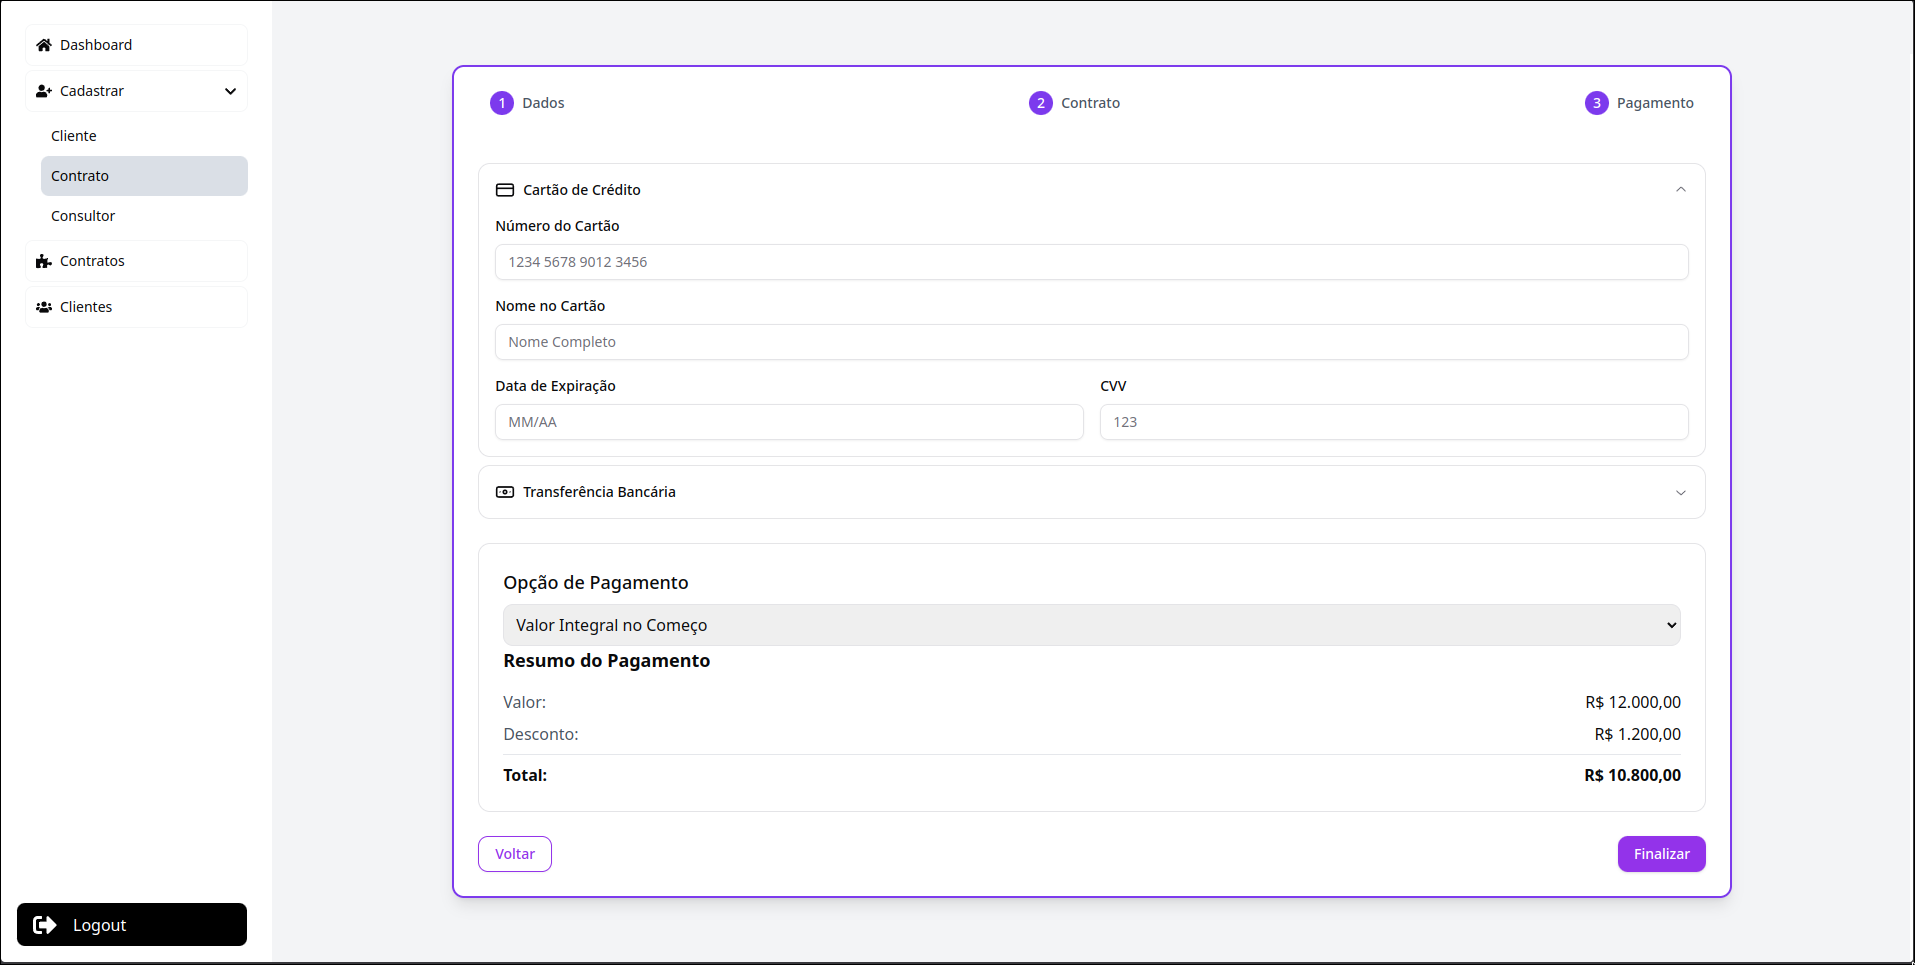 Dashboard
Cadastrar
Cliente
Contrato
Consultor
Contratos
Clientes
Logout
1 Dados
2 Contrato
3 Pagamento
Cartão de Crédito
Número do Cartão
1234 5678 9012 3456
Nome no Cartão
Nome Completo
Data de Expiração
MM/AA
CVV
123
Transferência Bancária
Opção de Pagamento
Valor Integral no Começo
Resumo do Pagamento
Valor: R$ 12.000,00
Desconto: R$ 1.200,00
Total: R$ 10.800,00
Voltar
Finalizar